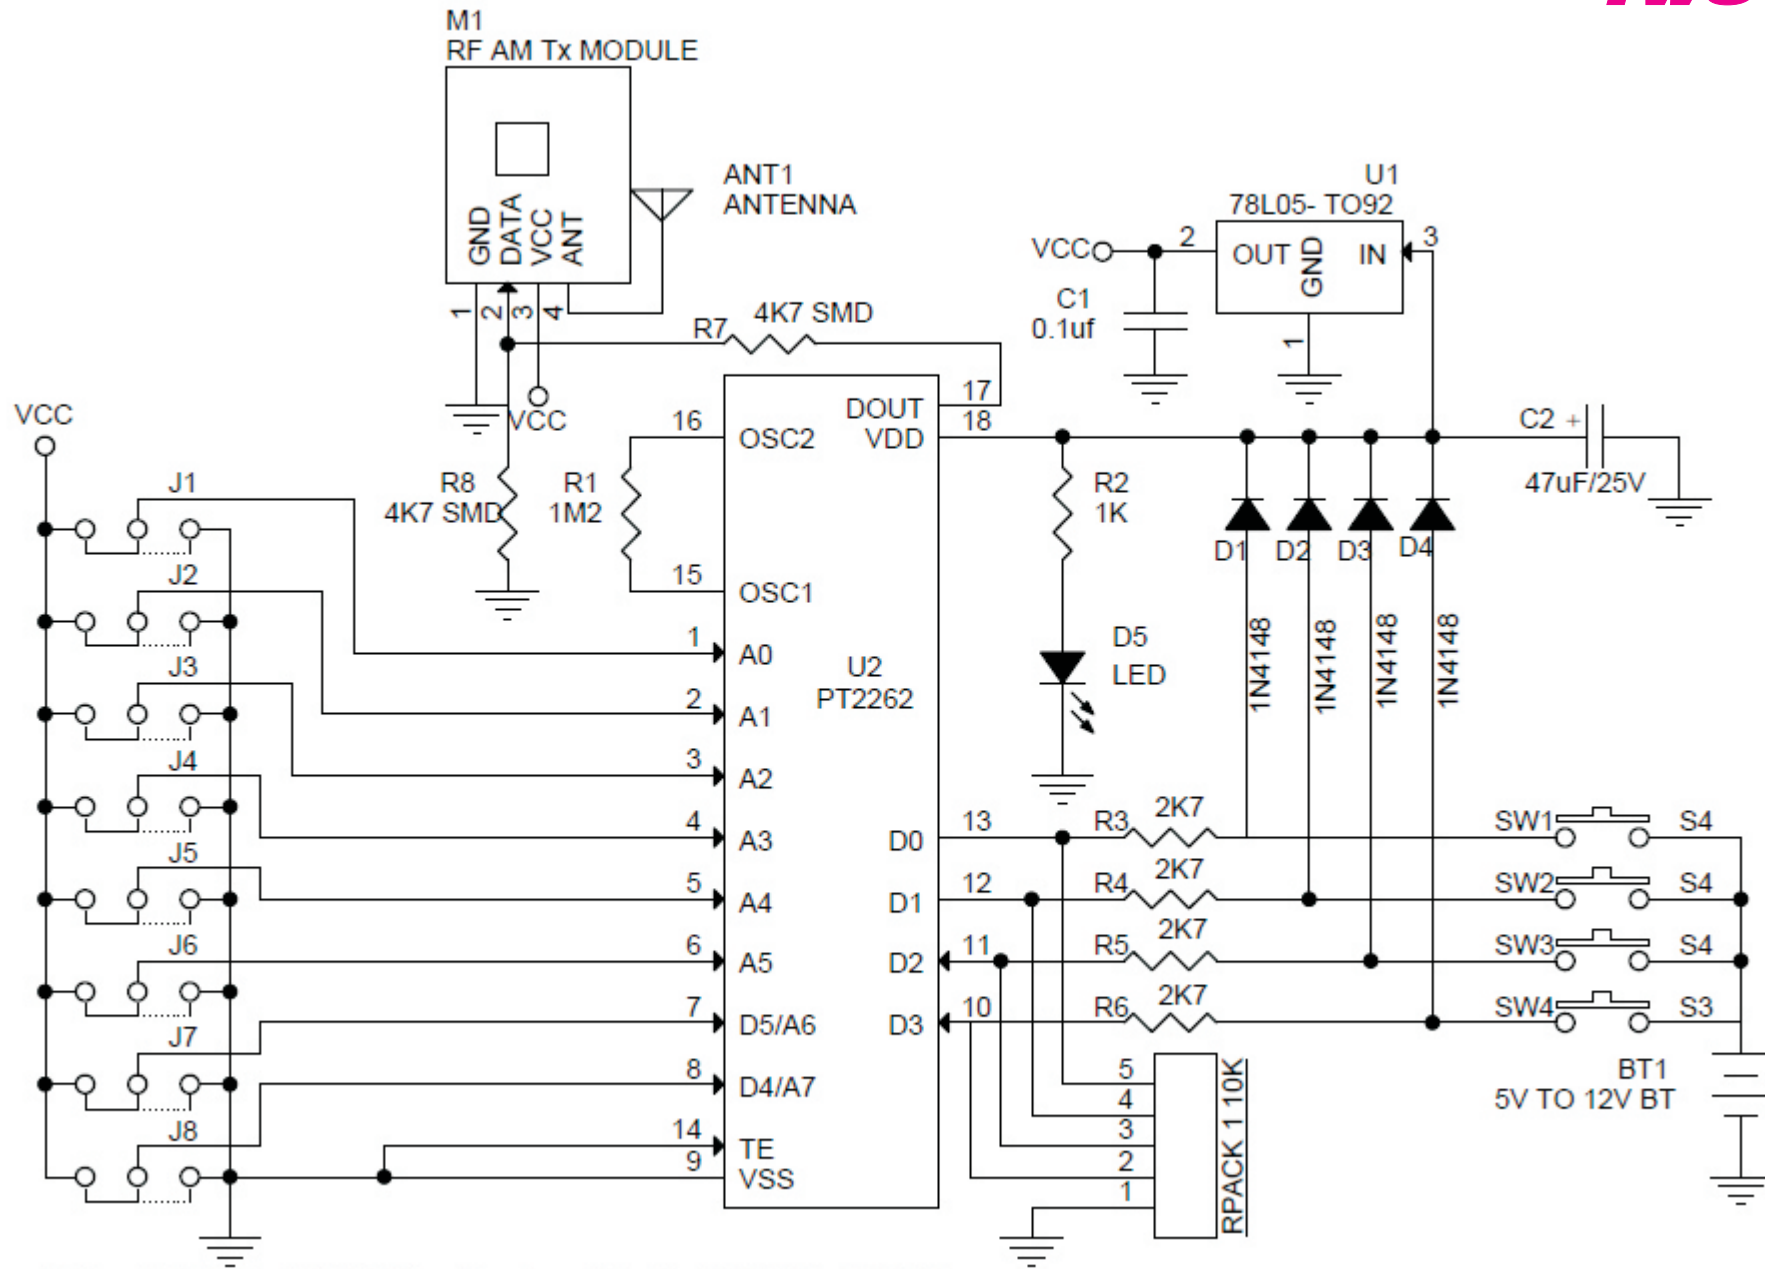 M1
RF AM Tx MODULE
GND
DATA
VCC
ANT
1
2
3
4
ANT1
ANTENNA
U1
78L05- TO92
VCC
2
OUT
GND
IN
3
1
C1
0.1uf
R7
4K7 SMD
VCC
VCC
R8
4K7 SMD
R1
1M2
16
OSC2
15
OSC1
DOUT
17
VDD
18
C2 +
47uF/25V
R2
1K
D1
D2
D3
D4
1N4148
1N4148
1N4148
1N4148
D5
LED
U2
PT2262
J1
J2
J3
J4
J5
J6
J7
J8
1
A0
2
A1
3
A2
4
A3
5
A4
6
A5
7
D5/A6
8
D4/A7
14
TE
9
VSS
D0
13
R3
2K7
SW1
S4
D1
12
R4
2K7
SW2
S4
D2
11
R5
2K7
SW3
S4
D3
10
R6
2K7
SW4
S3
5
4
3
2
1
RPACK 1 10K
BT1
5V TO 12V BT